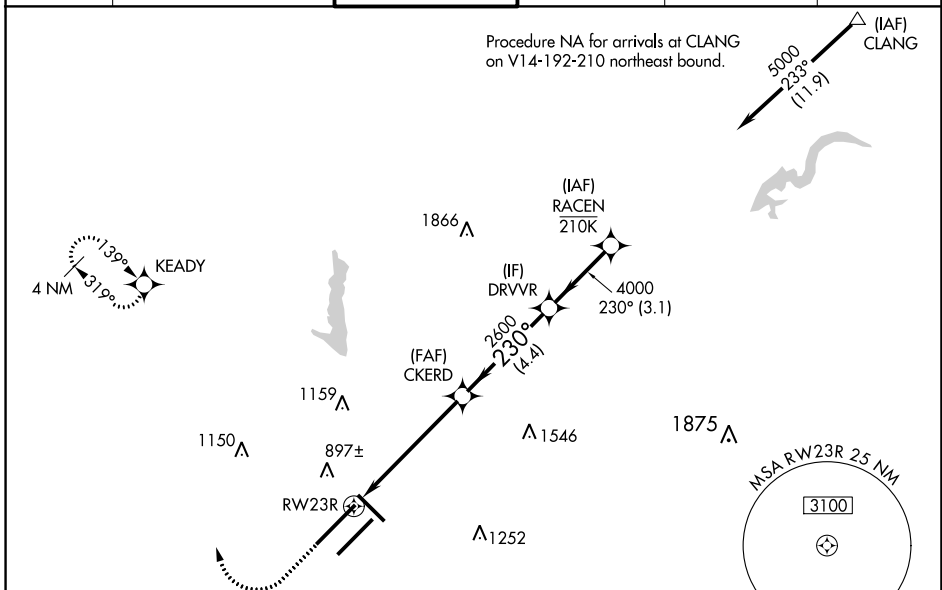 Procedure NA for arrivals at CLANG
on V14-192-210 northeast bound.
(IAF)
CLANG
5000
233°
(11.9)
(IAF)
RACEN
210K
1866
139°
KEADY
4 NM
319°
(IF)
DRVVR
4000
230° (3.1)
2600
230°
(4.4)
(FAF)
CKERD
1159
1150
897±
1546
1875
RW23R
1252
MSA RW23R 25 NM
3100